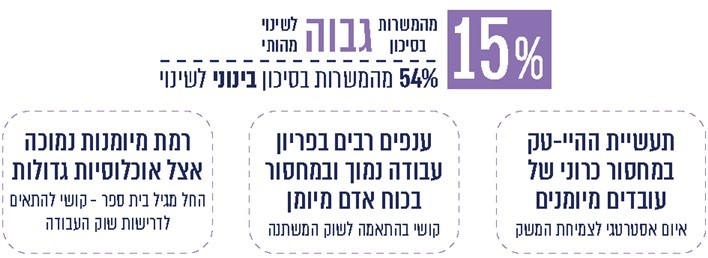 15%
מהמשרות
בסיכון
גבוה
לשינוי
מהותי
54% מהמשרות בסיכון בינוני לשינוי
תעשיית ההיי-טק
במחסור כרוני של
עובדים מיומנים
איום אסטרטגי לצמיחת המשק
ענפים רבים בפריון
עבודה נמוך ובמחסור
בכוח אדם מיומן
קושי בהתאמה לשוק המשתנה
רמת מיומנות נמוכה
אצל אוכלוסיות גדולות
החל מגיל בית ספר - קושי להתאים
לדרישות שוק העבודה